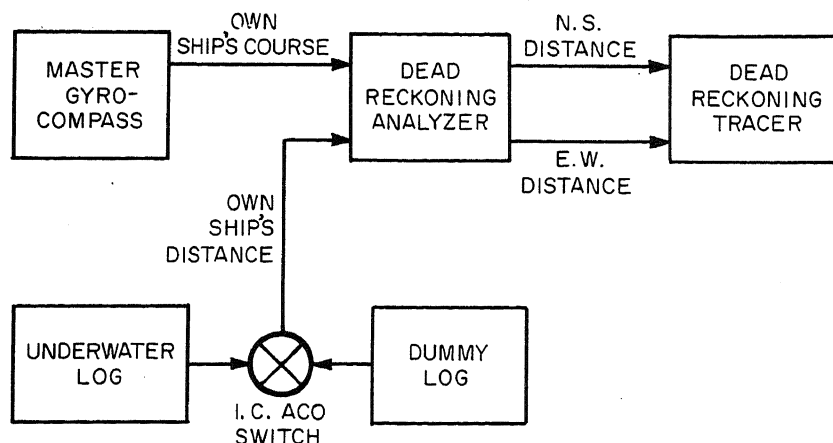 OWN
SHIP'S COURSE
MASTER
GYRO-
COMPASS
DEAD
RECKONING
ANALYZER
N.S.
DISTANCE
E.W.
DISTANCE
DEAD
RECKONING
TRACER
OWN
SHIP'S
DISTANCE
UNDERWATER
LOG
I.C. ACO
SWITCH
DUMMY
LOG